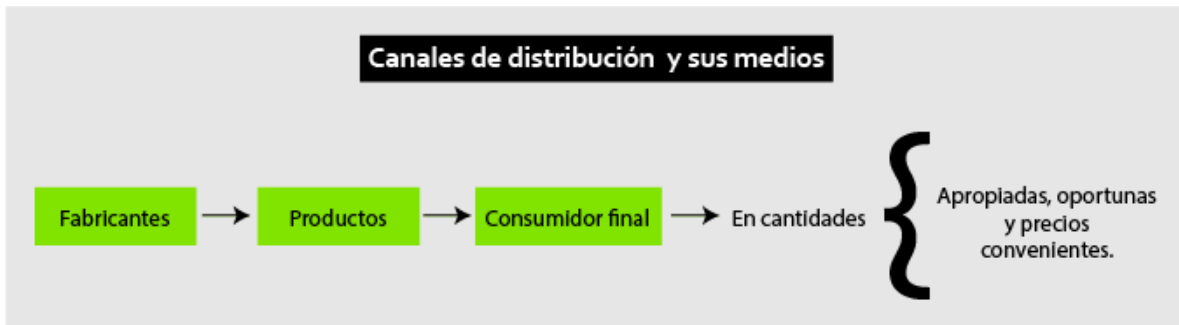 Canales de distribución y sus medios
Fabricantes
Productos
Consumidor final
En cantidades
Apropiadas, oportunas
y precios
convenientes.